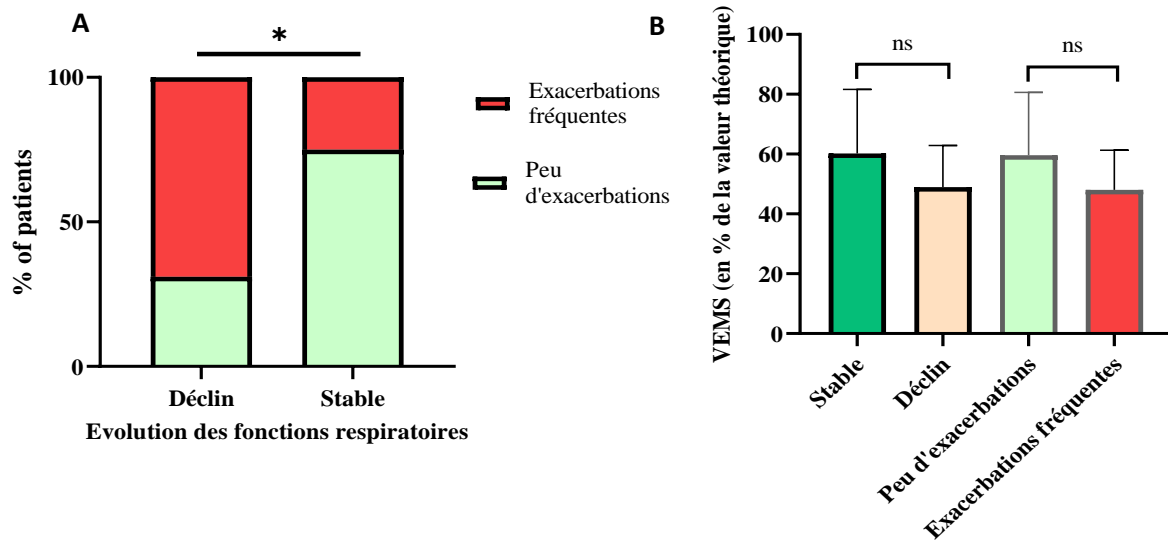 A
*
100
50
0
% of patients
Déclin
Stable
Evolution des fonctions respiratoires
Exacerbations
fréquentes
Peu
d'exacerbations
B
VEMS (en % de la valeur théorique)
100
80
60
40
20
0
ns
ns
Stable
Déclin
Peu d'exacerbations
Exacerbations fréquentes